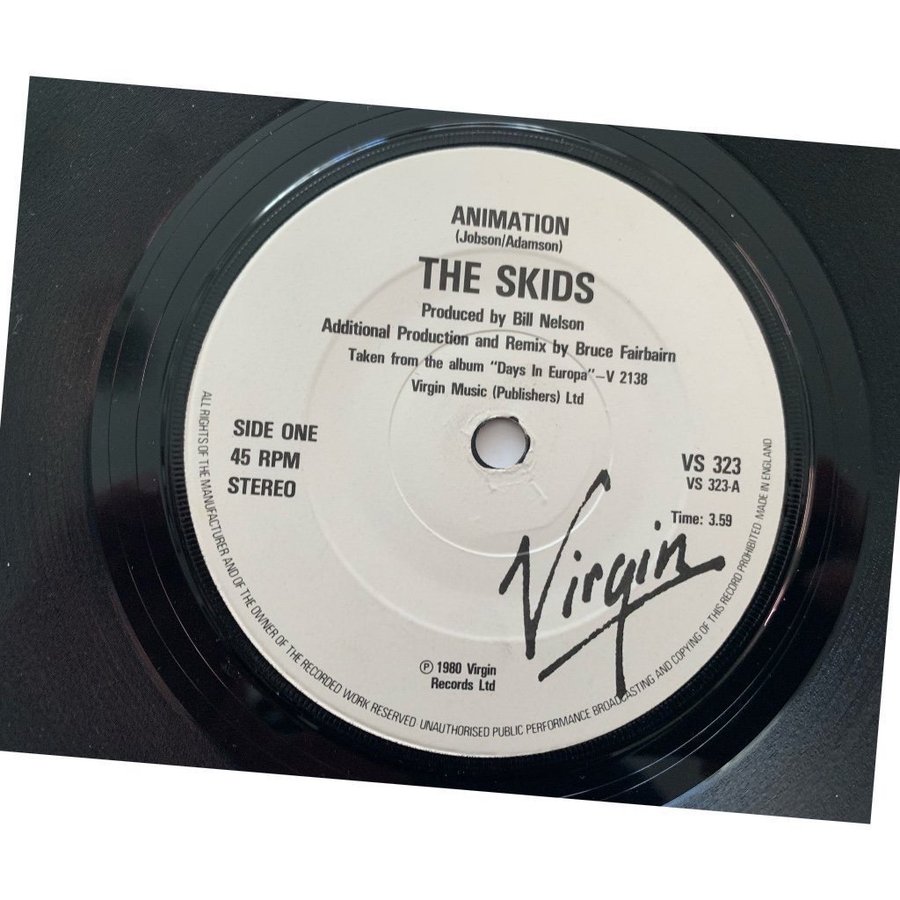 ANIMATION
(Jobson/Adamson)
THE SKIDS
Produced by Bill Nelson
Additional Production and Remix by Bruce Fairbairn
Taken from the album "Days In Europa"–V 2138
Virgin Music (Publishers) Ltd
SIDE ONE
45 RPM
STEREO
VS 323
VS 323-A
Time: 3.59
Virgin
℗ 1980 Virgin
Records Ltd
ALL RIGHTS OF THE MANUFACTURER AND OF THE OWNER OF THE RECORDED WORK RESERVED UNAUTHORISED PUBLIC PERFORMANCE BROADCASTING AND COPYING OF THIS RECORD PROHIBITED MADE IN ENGLAND